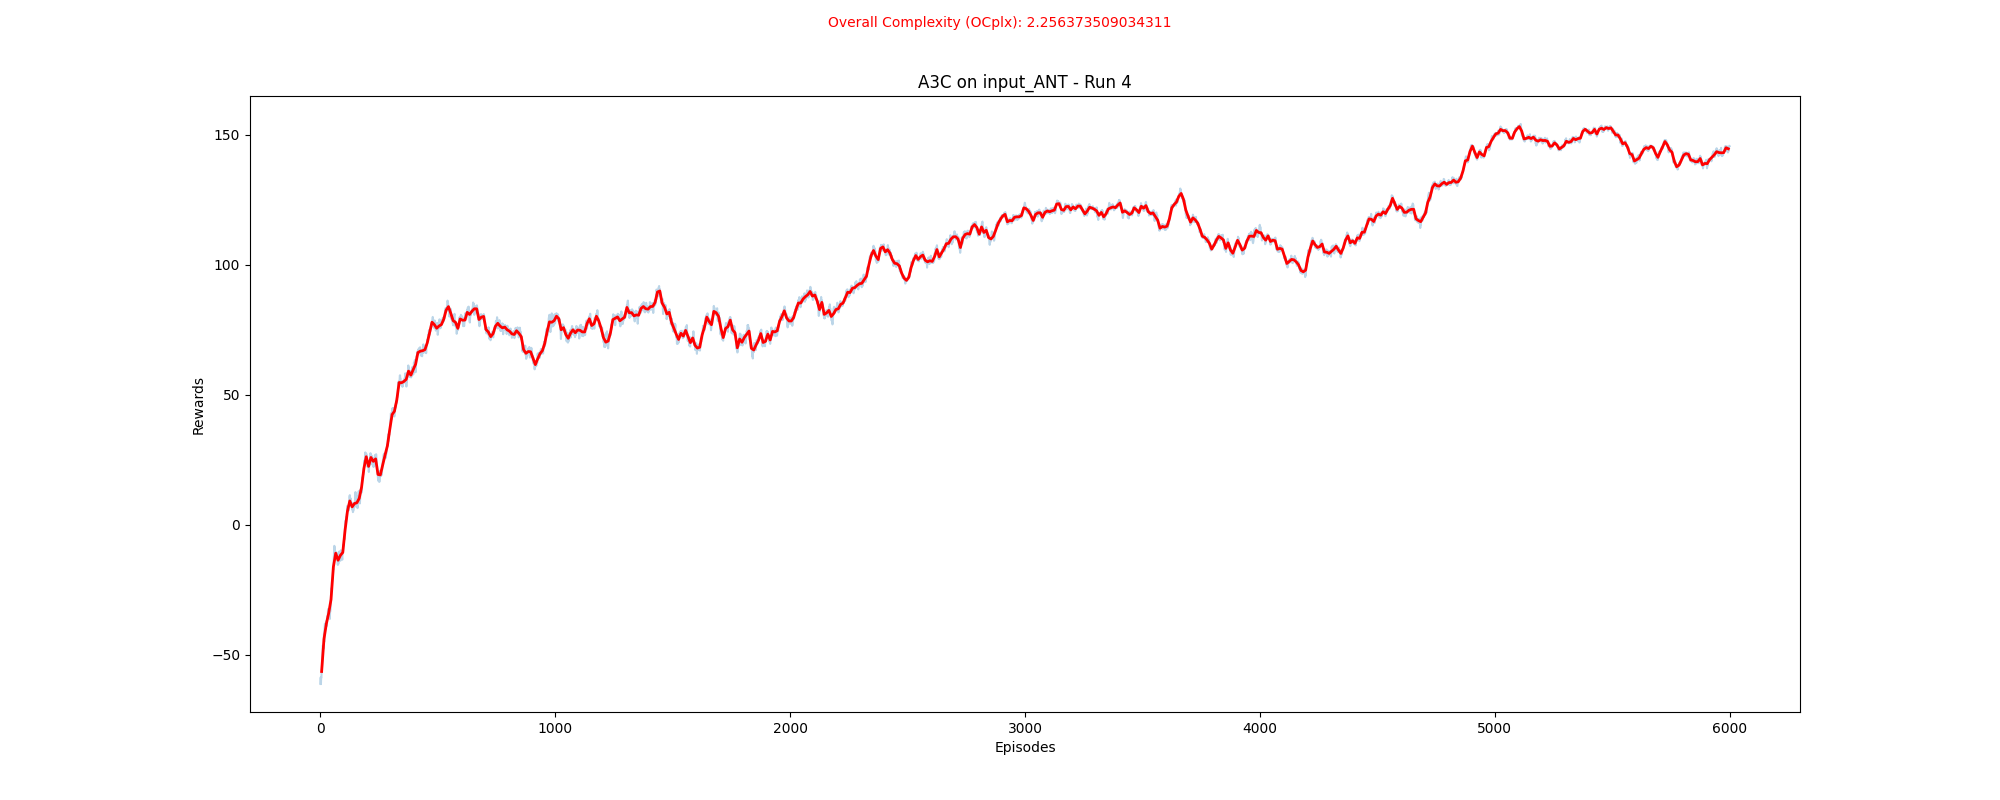 Overall Complexity (OCplx): 2.256373509034311
A3C on input_ANT - Run 4
150
100
50
0
−50
Rewards
0 1000 2000 3000 4000 5000 6000
Episodes